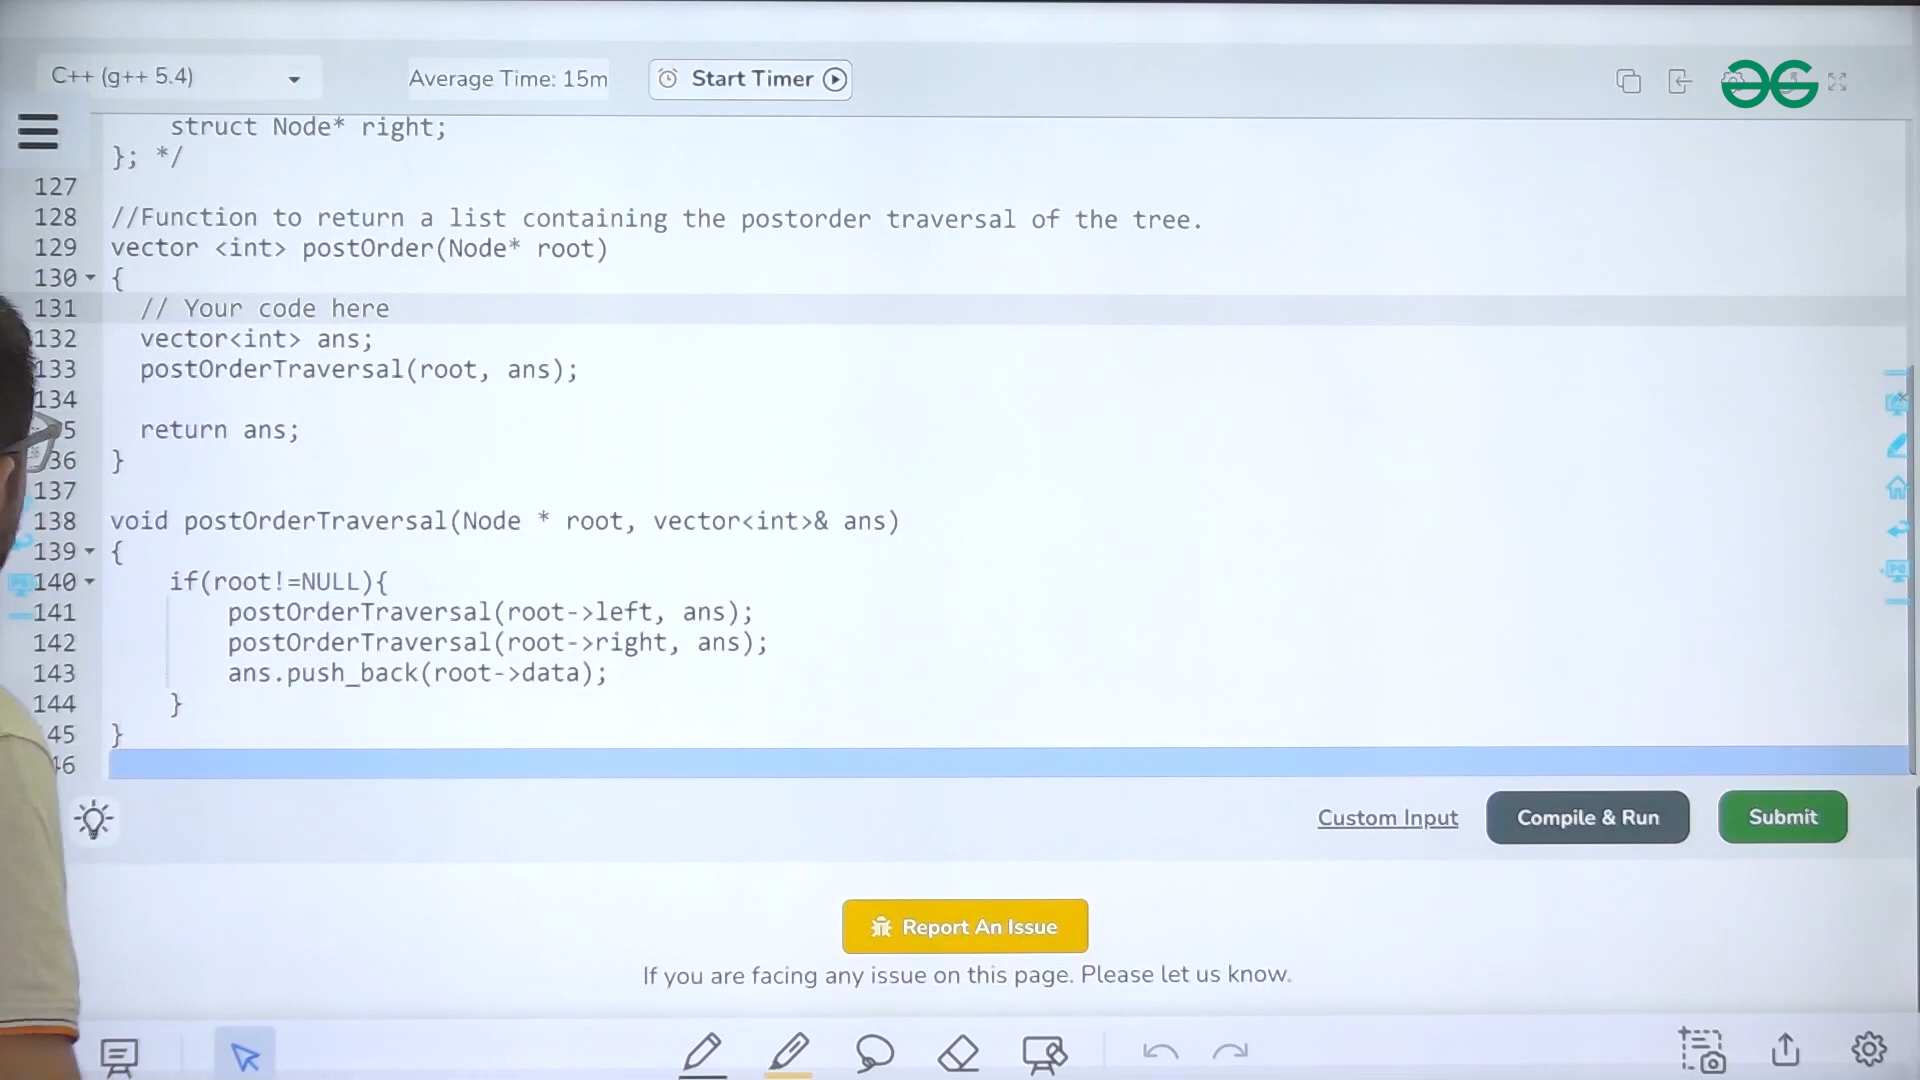 C++ (g++ 5.4)
Average Time: 15m
Start Timer
struct Node* right;
}; */
127
128 //Function to return a list containing the postorder traversal of the tree.
129 vector <int> postOrder(Node* root)
130 {
131 // Your code here
132 vector<int> ans;
133 postOrderTraversal(root, ans);
134
35 return ans;
36 }
137
138 void postOrderTraversal(Node * root, vector<int>& ans)
139 {
140 if(root!=NULL){
141 postOrderTraversal(root->left, ans);
142 postOrderTraversal(root->right, ans);
143 ans.push_back(root->data);
144 }
45 }
46
Custom Input
Compile & Run
Submit
Report An Issue
If you are facing any issue on this page. Please let us know.